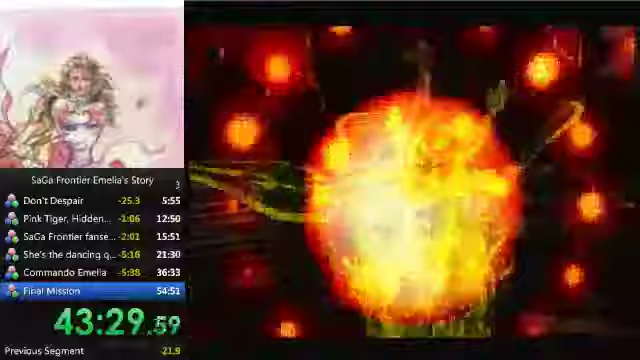 SaGa Frontier Emelia's Story
3
Don't Despair -25.3 5:55
Pink Tiger, Hidden... -1:06 12:50
SaGa Frontier fanse... -2:01 15:51
She's the dancing q... -5:16 21:30
Commando Emelia -5:38 36:33
Final Mission 54:51
43:29.59
Previous Segment -21.9